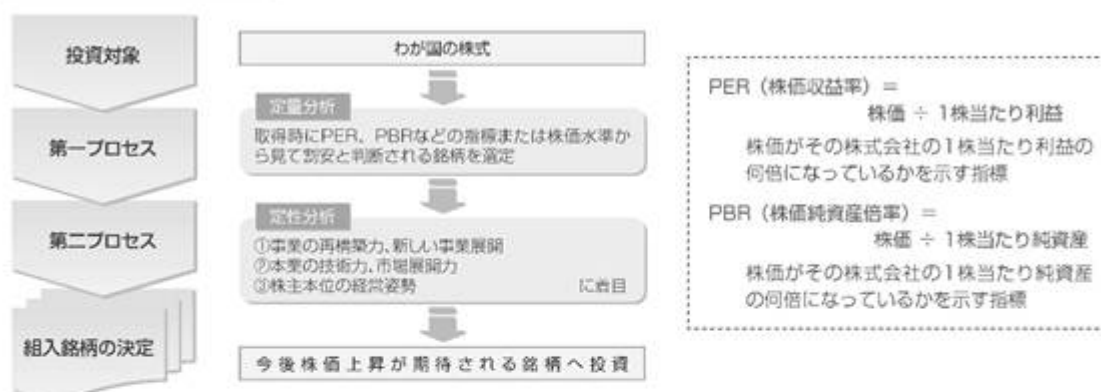 投資対象
わが国の株式
第一プロセス
定量分析
取得時にPER、PBRなどの指標または株価水準か
ら見て割安と判断される銘柄を選定
第二プロセス
定性分析
①事業の再構築力、新しい事業展開
②本業の技術力、市場展開力
③株主本位の経営姿勢 に着目
組入銘柄の決定
今後株価上昇が期待される銘柄へ投資
PER（株価収益率）＝
株価 ÷ 1株当たり利益
株価がその株式会社の1株当たり利益の
何倍になっているかを示す指標
PBR（株価純資産倍率）＝
株価 ÷ 1株当たり純資産
株価がその株式会社の1株当たり純資産
の何倍になっているかを示す指標